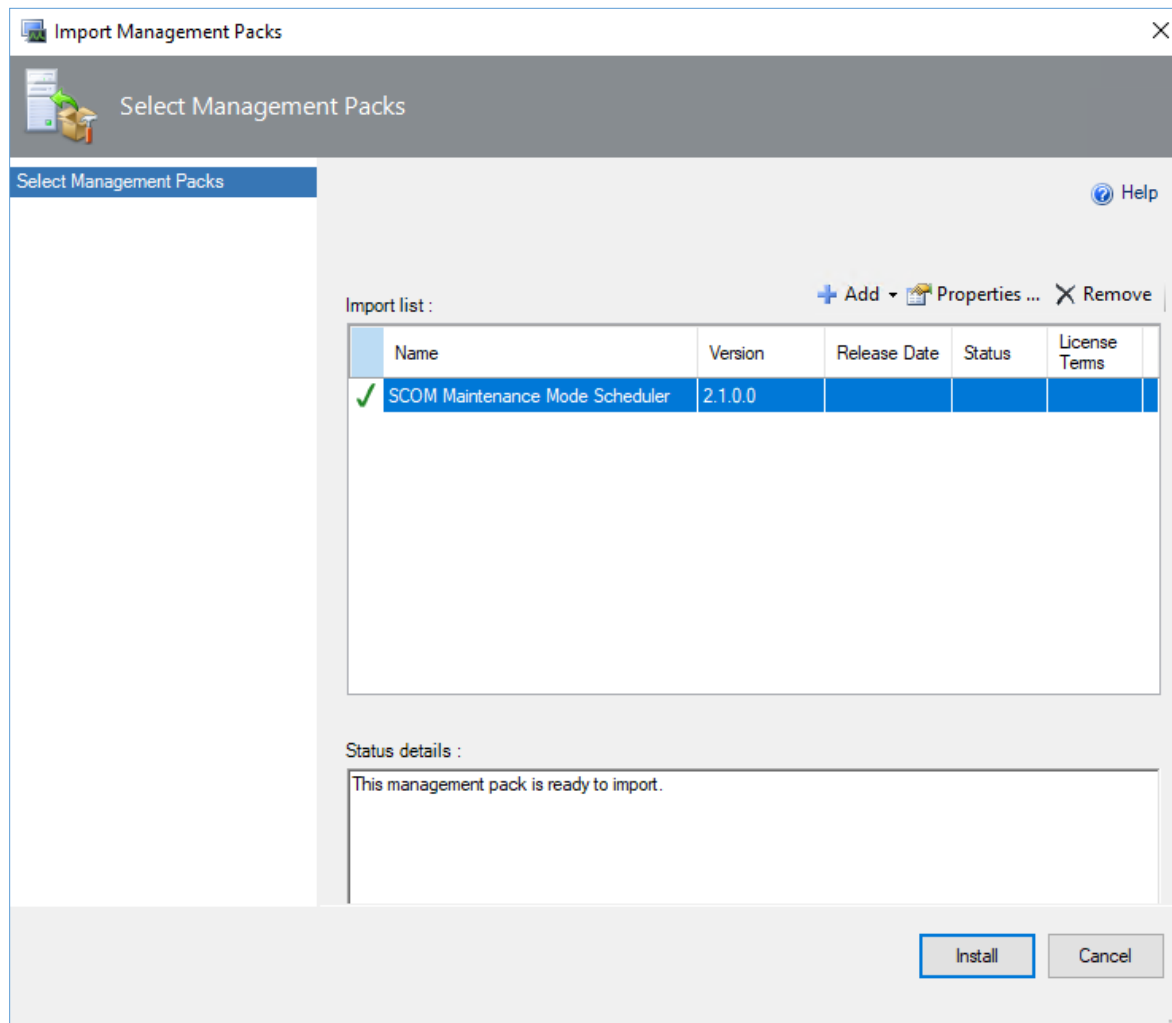 Import Management Packs
Select Management Packs
Select Management Packs
Help
Import list :
Add
Properties ...
Remove
Name Version Release Date Status License Terms
SCOM Maintenance Mode Scheduler 2.1.0.0
Status details :
This management pack is ready to import.
Install Cancel